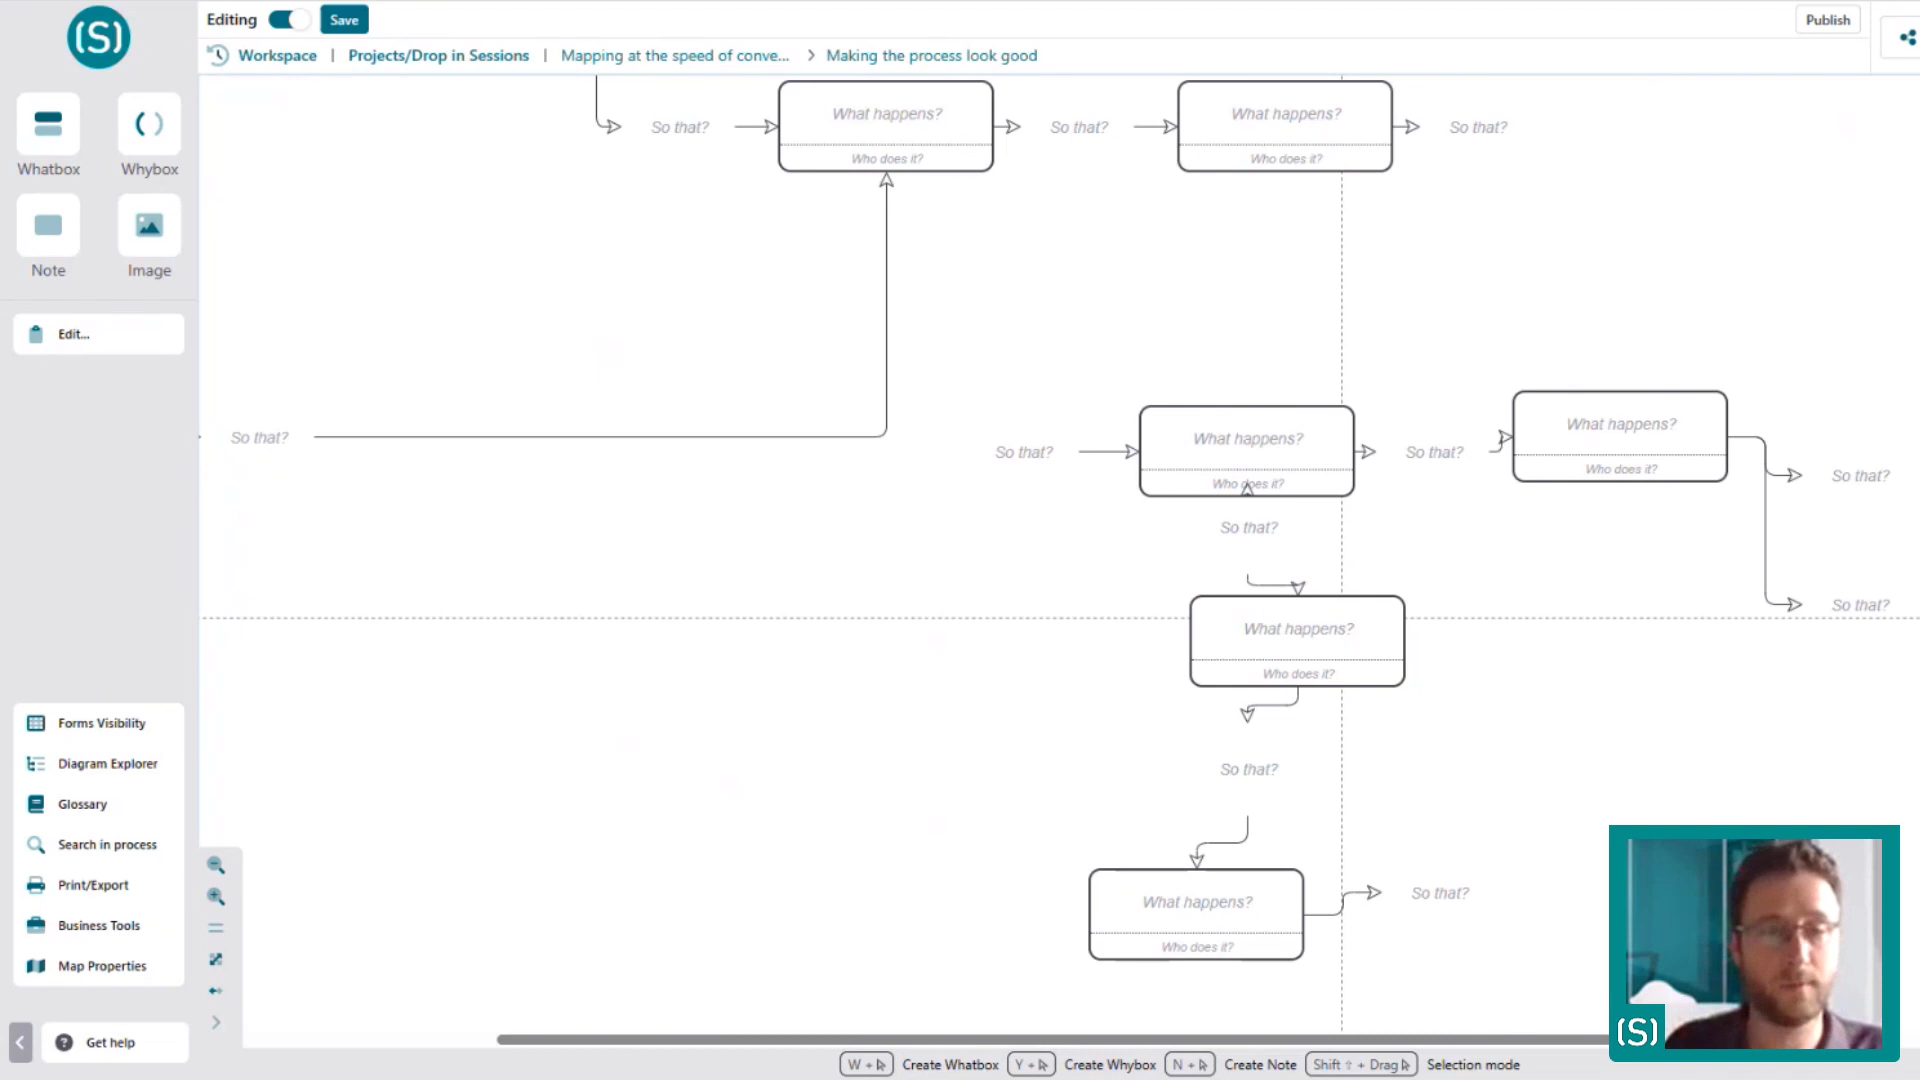 (S)
Editing Save Publish
Workspace | Projects/Drop in Sessions | Mapping at the speed of conve... > Making the process look good
Whatbox Whybox
Note Image
Edit...
So that? What happens? So that? What happens? So that?
Who does it? Who does it?
What happens?
So that? What happens?
So that? So that?
Who does it?
So that?
Who does it?
So that?
So that?
What happens?
Who does it?
Forms Visibility
Diagram Explorer
So that?
Glossary
Search in process
Print/Export
So that?
What happens?
Business Tools
Who does it?
Map Properties
Get help
(S)
W + Create Whatbox Y + Create Whybox N + Create Note Shift ⇧ + Drag Selection mode